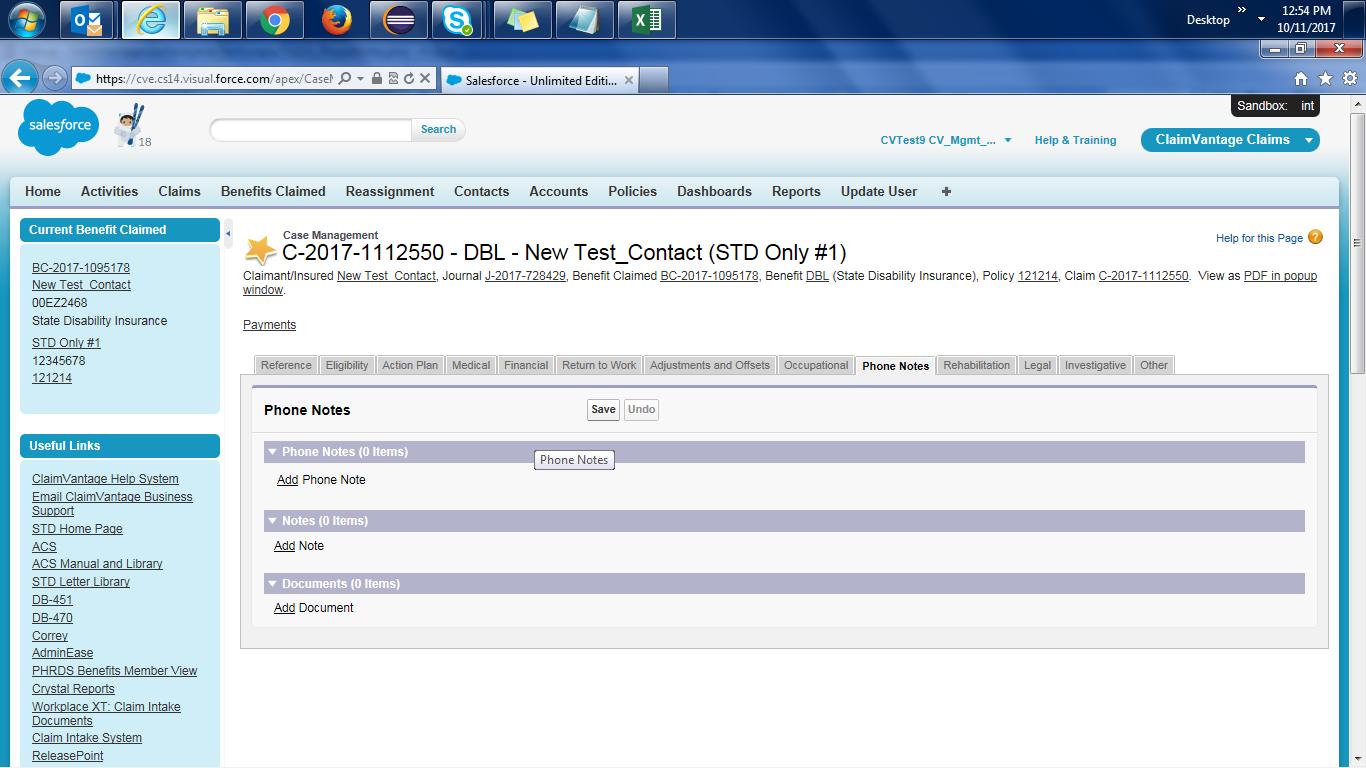 Desktop
»
12:54 PM
10/11/2017
https://cve.cs14.visual.force.com/apex/Case
Salesforce - Unlimited Editi...
Sandbox: int
salesforce
18
Search
CVTest9 CV_Mgmt_...
Help & Training
ClaimVantage Claims
Home Activities Claims Benefits Claimed Reassignment Contacts Accounts Policies Dashboards Reports Update User +
Current Benefit Claimed
BC-2017-1095178
New Test_Contact
00EZ2468
State Disability Insurance
STD Only #1
12345678
121214
Useful Links
ClaimVantage Help System
Email ClaimVantage Business
Support
STD Home Page
ACS
ACS Manual and Library
STD Letter Library
DB-451
DB-470
Correy
AdminEase
PHRDS Benefits Member View
Crystal Reports
Workplace XT: Claim Intake
Documents
Claim Intake System
ReleasePoint
Case Management
C-2017-1112550 - DBL - New Test_Contact (STD Only #1)
Help for this Page ?
Claimant/Insured New Test_Contact, Journal J-2017-728429, Benefit Claimed BC-2017-1095178, Benefit DBL (State Disability Insurance), Policy 121214, Claim C-2017-1112550. View as PDF in popup
window.
Payments
Reference Eligibility Action Plan Medical Financial Return to Work Adjustments and Offsets Occupational Phone Notes Rehabilitation Legal Investigative Other
Phone Notes
Save Undo
Phone Notes (0 Items)
Phone Notes
Add Phone Note
Notes (0 Items)
Add Note
Documents (0 Items)
Add Document